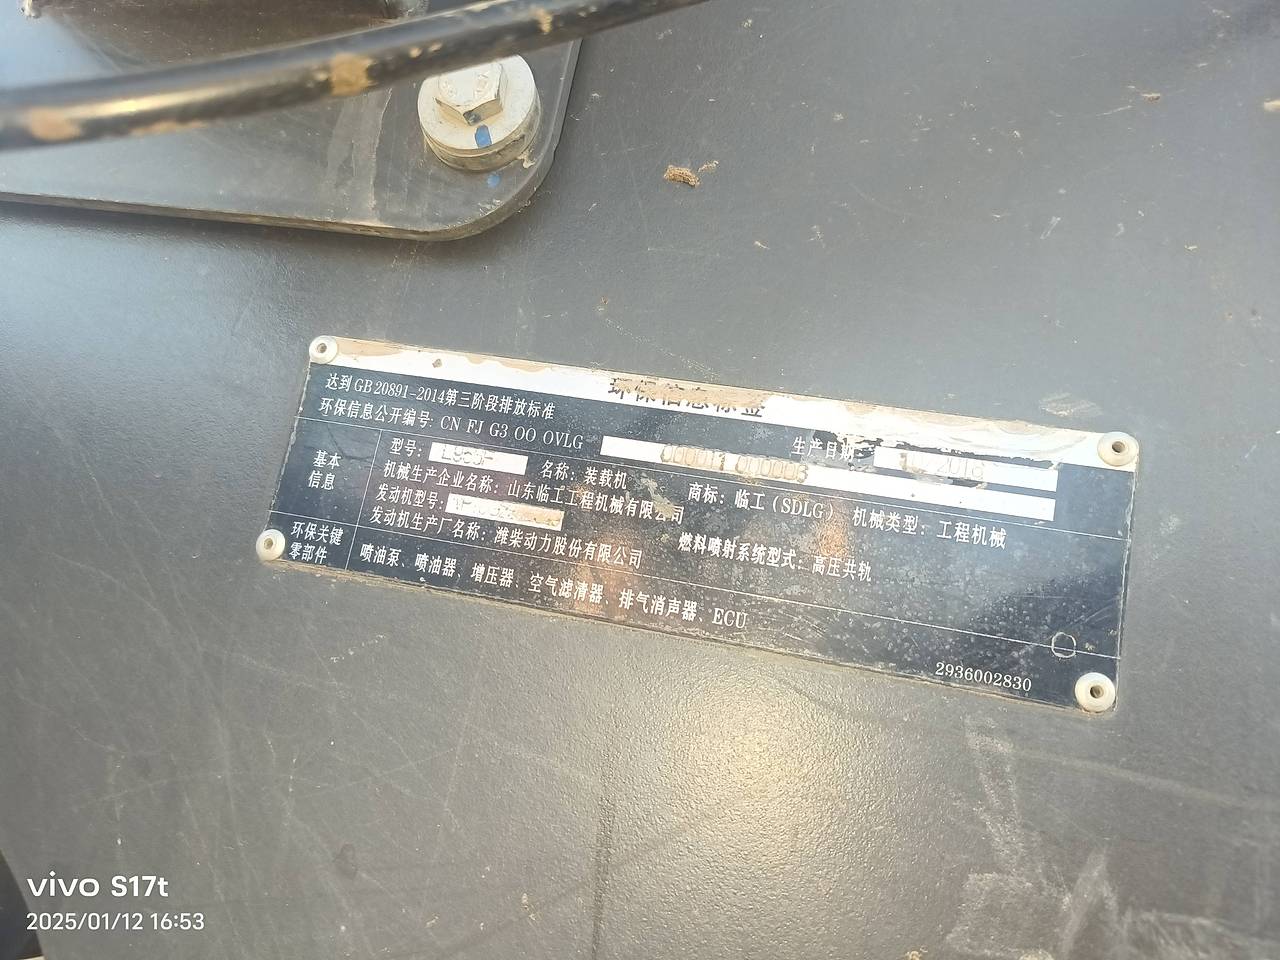 环保信息标签
达到GB 20891-2014第三阶段排放标准
环保信息公开编号: CN FJ G3 OO OVLG 生产日期: 2018
基本信息
型号: 名称: 装载机 商标: 临工 (SDLG) 机械类型: 工程机械
机械生产企业名称: 山东临工工程机械有限公司
发动机型号: 燃料喷射系统型式: 高压共轨
发动机生产厂名称: 潍柴动力股份有限公司
环保关键零部件
喷油泵、喷油器、增压器、空气滤清器、排气消声器、ECU
2936002830
vivo S17t
2025/01/12 16:53